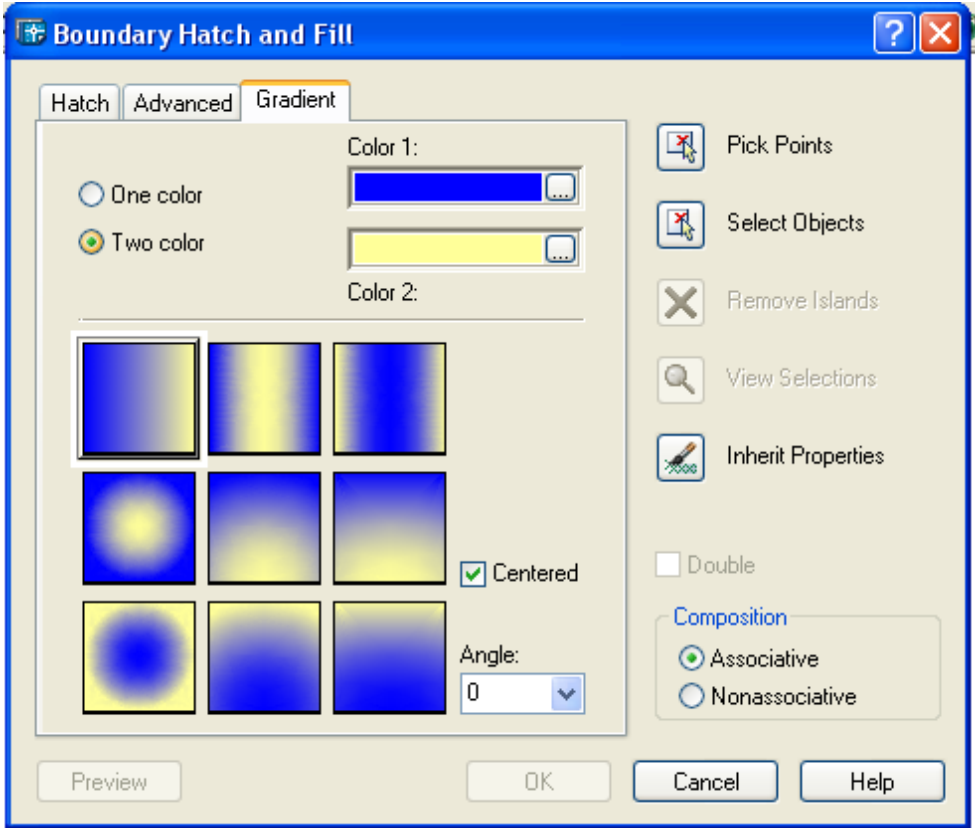 Boundary Hatch and Fill
?
Hatch Advanced Gradient
Color 1:
One color
...
Two color
...
Color 2:
Centered
Angle:
0
Pick Points
Select Objects
Remove Islands
View Selections
Inherit Properties
Double
Composition
Associative
Nonassociative
Preview OK Cancel Help